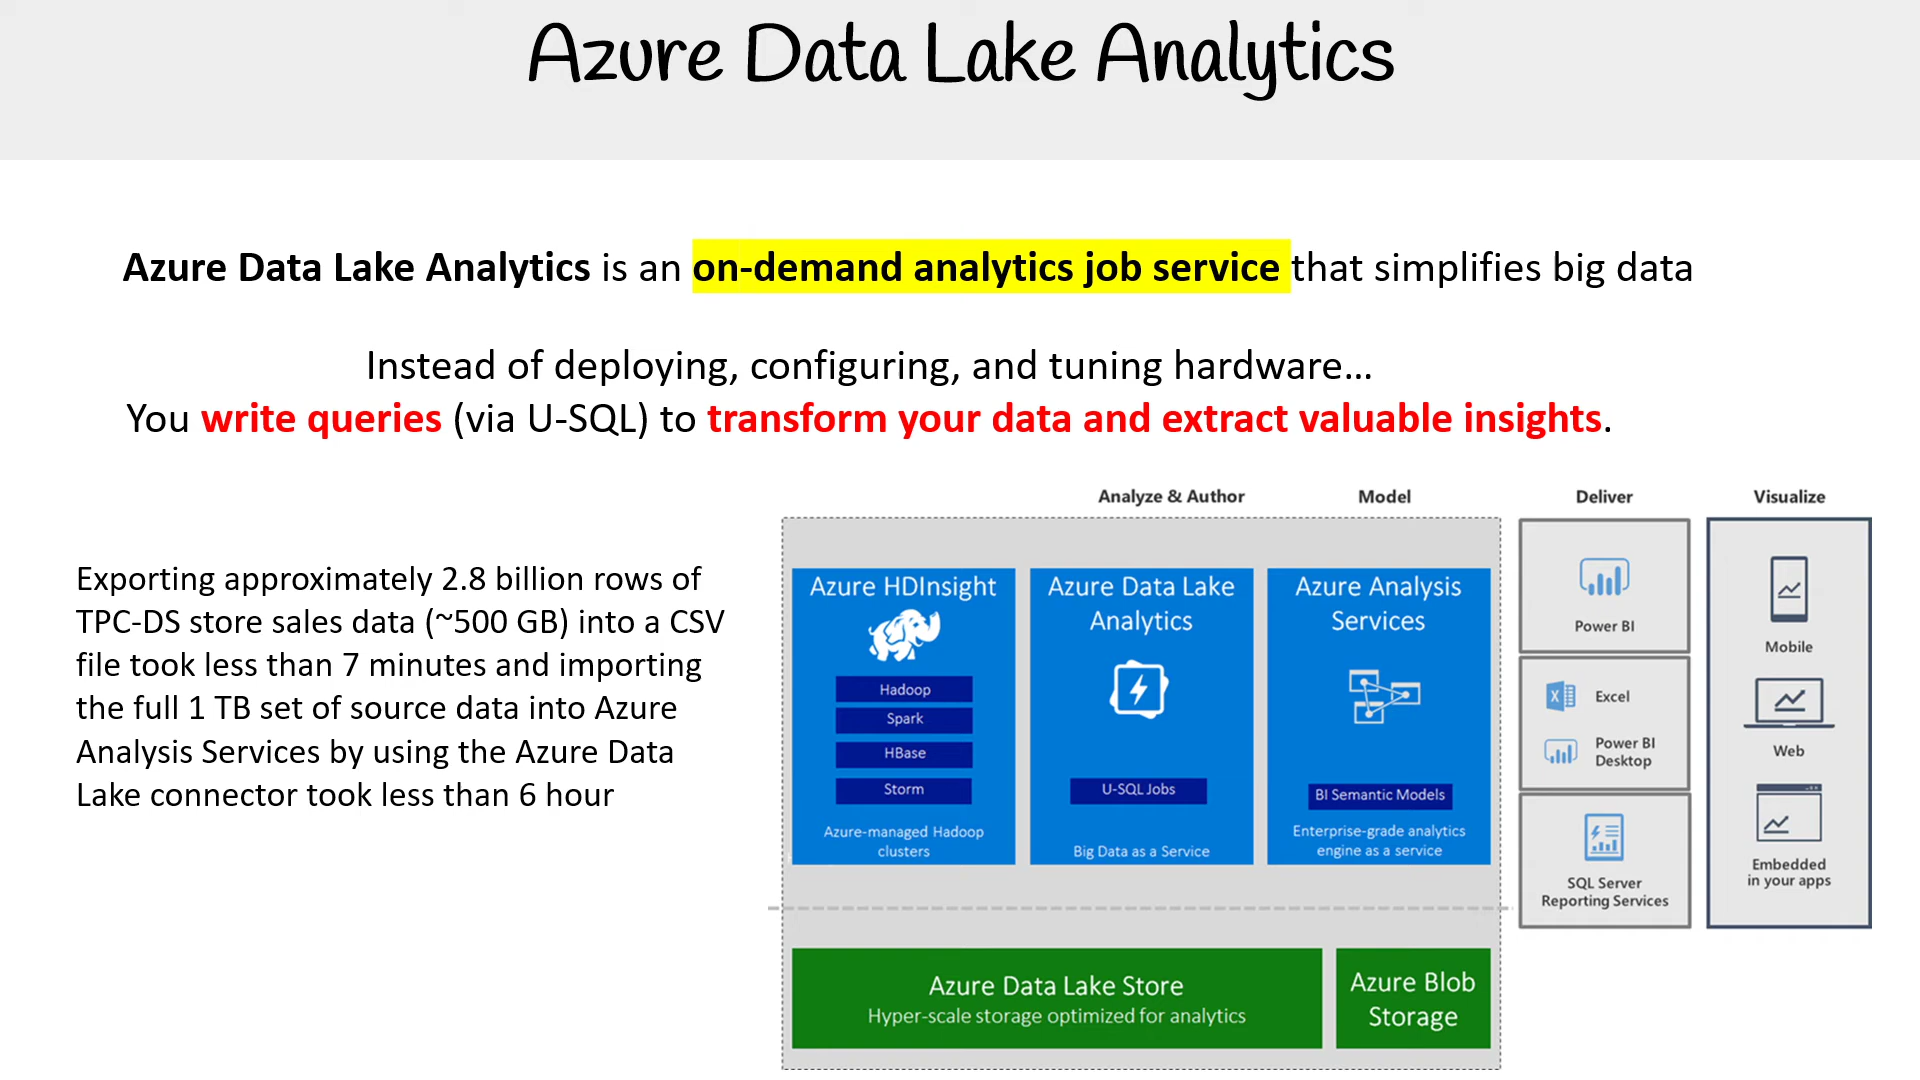 Azure Data Lake Analytics
Azure Data Lake Analytics is an on-demand analytics job service that simplifies big data
Instead of deploying, configuring, and tuning hardware…
You write queries (via U-SQL) to transform your data and extract valuable insights.
Exporting approximately 2.8 billion rows of
TPC-DS store sales data (~500 GB) into a CSV
file took less than 7 minutes and importing
the full 1 TB set of source data into Azure
Analysis Services by using the Azure Data
Lake connector took less than 6 hour
Analyze & Author
Model
Deliver
Visualize
Azure HDInsight
Hadoop
Spark
HBase
Storm
Azure-managed Hadoop
clusters
Azure Data Lake
Analytics
U-SQL Jobs
Big Data as a Service
Azure Analysis
Services
BI Semantic Models
Enterprise-grade analytics
engine as a service
Power BI
Excel
Power BI
Desktop
SQL Server
Reporting Services
Mobile
Web
Embedded
in your apps
Azure Data Lake Store
Hyper-scale storage optimized for analytics
Azure Blob
Storage